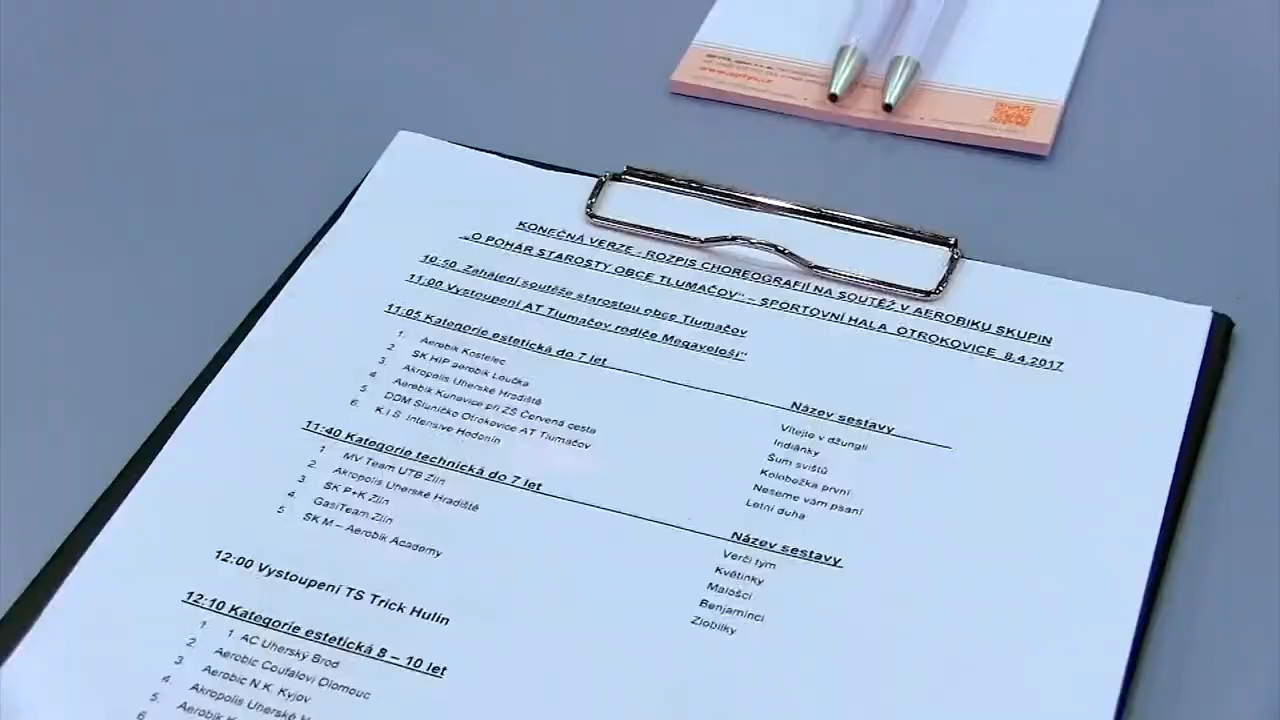 KONEČNÁ VERZE - ROZPIS CHOREOGRAFIÍ NA SOUTĚŽ V AEROBIKU SKUPIN
„O POHÁR STAROSTY OBCE TLUMAČOV“ – SPORTOVNÍ HALA OTROKOVICE 8.4.2017
10:50 Zahájení soutěže starostou obce Tlumačov
11:00 Vystoupení AT Tlumačov rodiče
11:05 Kategorie estetická do 7 let Název sestavy
1. Aerobik Kostelec Vítejte v džungli
2. SK HIP aerobik Loučka Indiánky
3. Akropolis Uherské Hradiště Šum svišťů
4. Aerobik Kunovice při ZŠ Červená cesta Koloběžka první
5. DDM Sluníčko Otrokovice AT Tlumačov Neseme vám psaní
6. K.I.S. Intensive Hodonín Letní duha
11:40 Kategorie technická do 7 let Název sestavy
1. MV Team UTB Zlín Verči tým
2. Akropolis Uherské Hradiště Květinky
3. SK P+K Zlín Malošci
4. GasiTeam Zlín Benjamínci
5. SK M – Aerobik Academy Zlobilky
12:00 Vystoupení TS Trick Hulín
12:10 Kategorie estetická 8 – 10 let
1. 1. AC Uherský Brod
2. Aerobic Coufalovi Olomouc
3. Aerobic N.K. Kyjov
4. Akropolis Uherské
5. Aerobik
6.